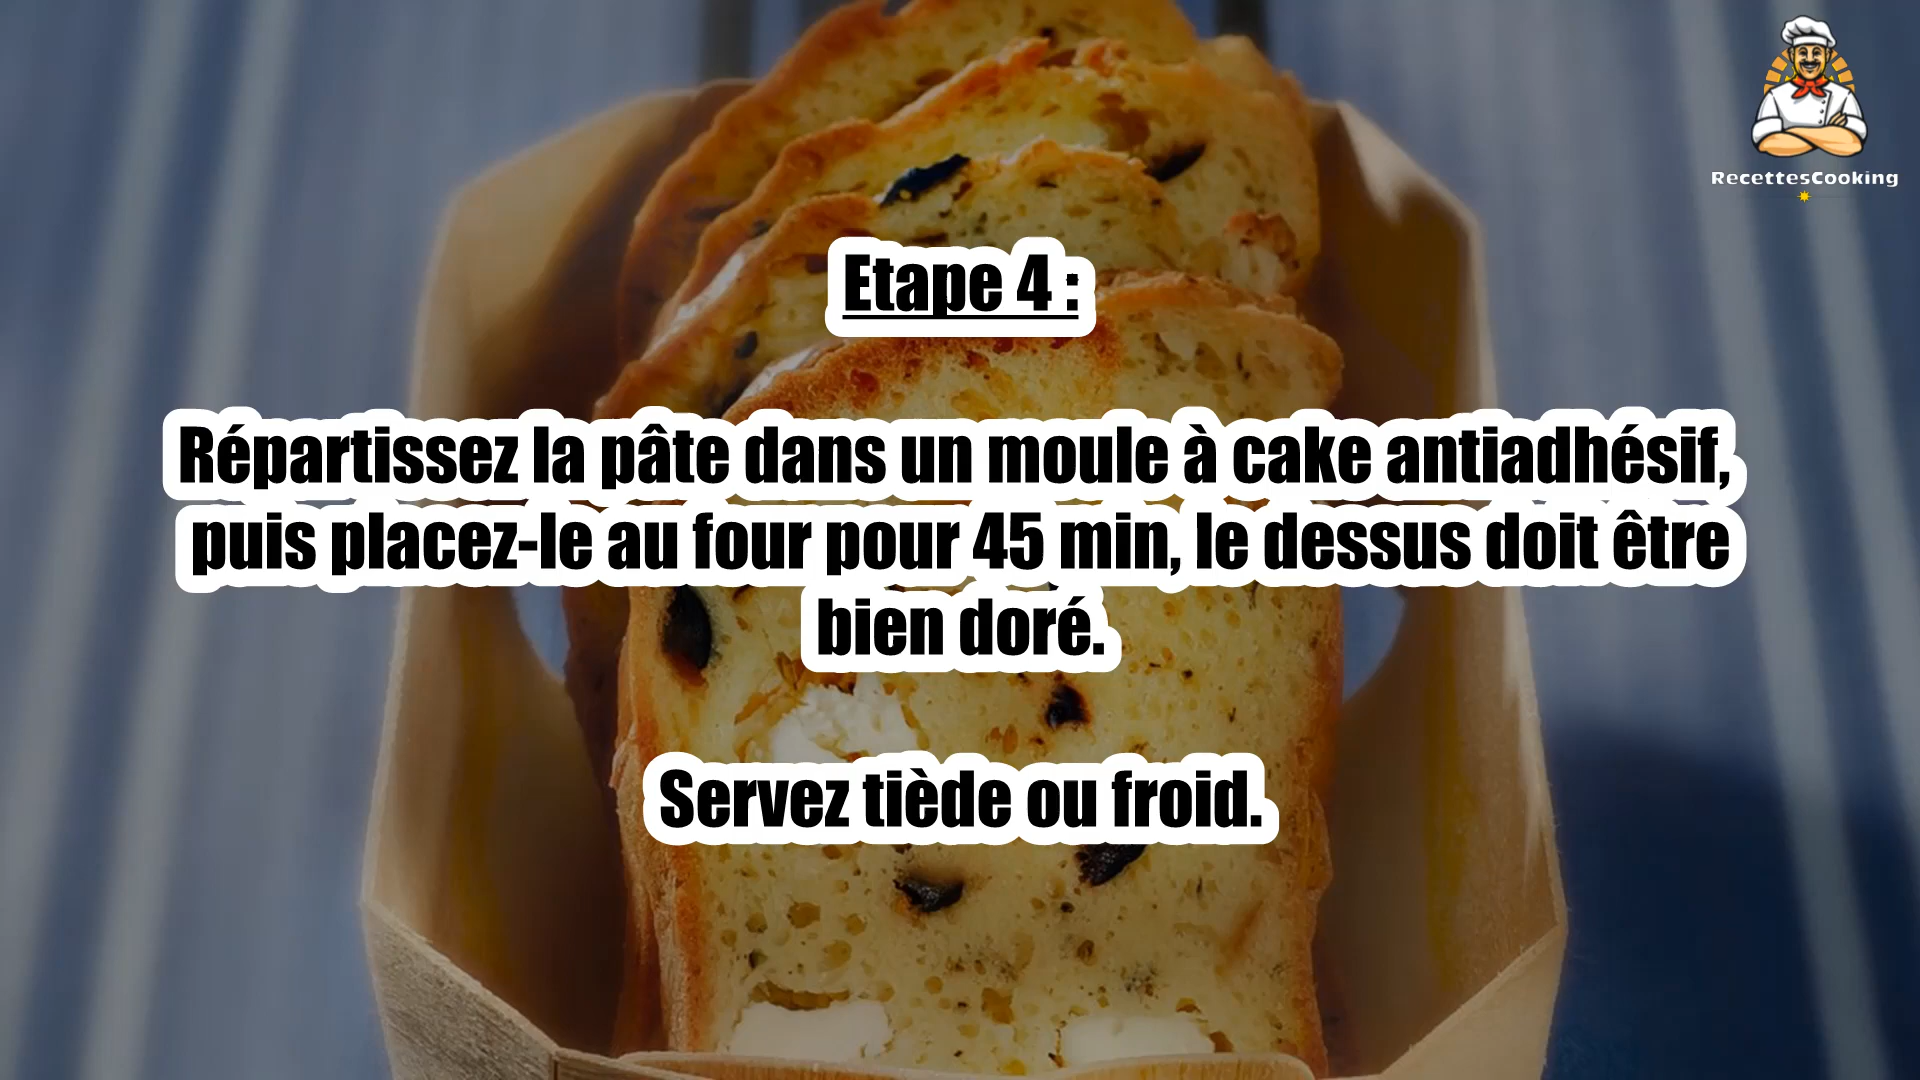 RecettesCooking
Etape 4 :
Répartissez la pâte dans un moule à cake antiadhésif,
puis placez-le au four pour 45 min, le dessus doit être
bien doré.
Servez tiède ou froid.